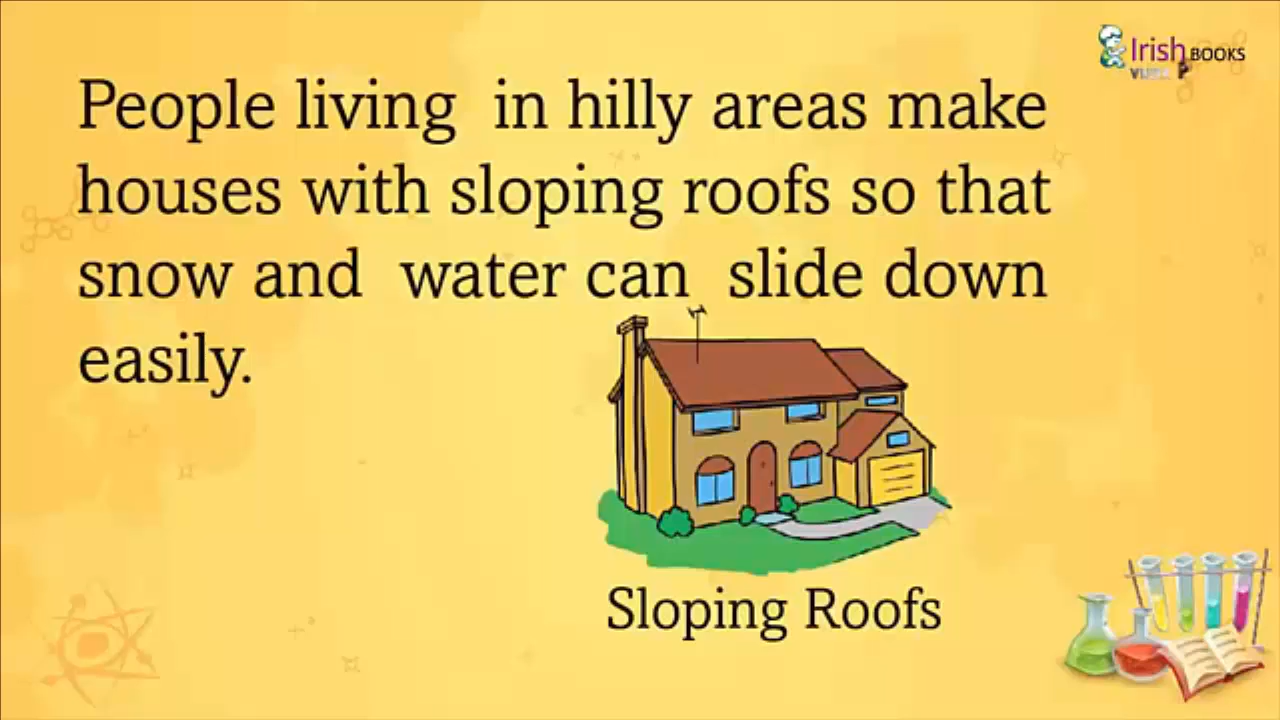 Irish BOOKS
People living in hilly areas make
houses with sloping roofs so that
snow and water can slide down
easily.
Sloping Roofs